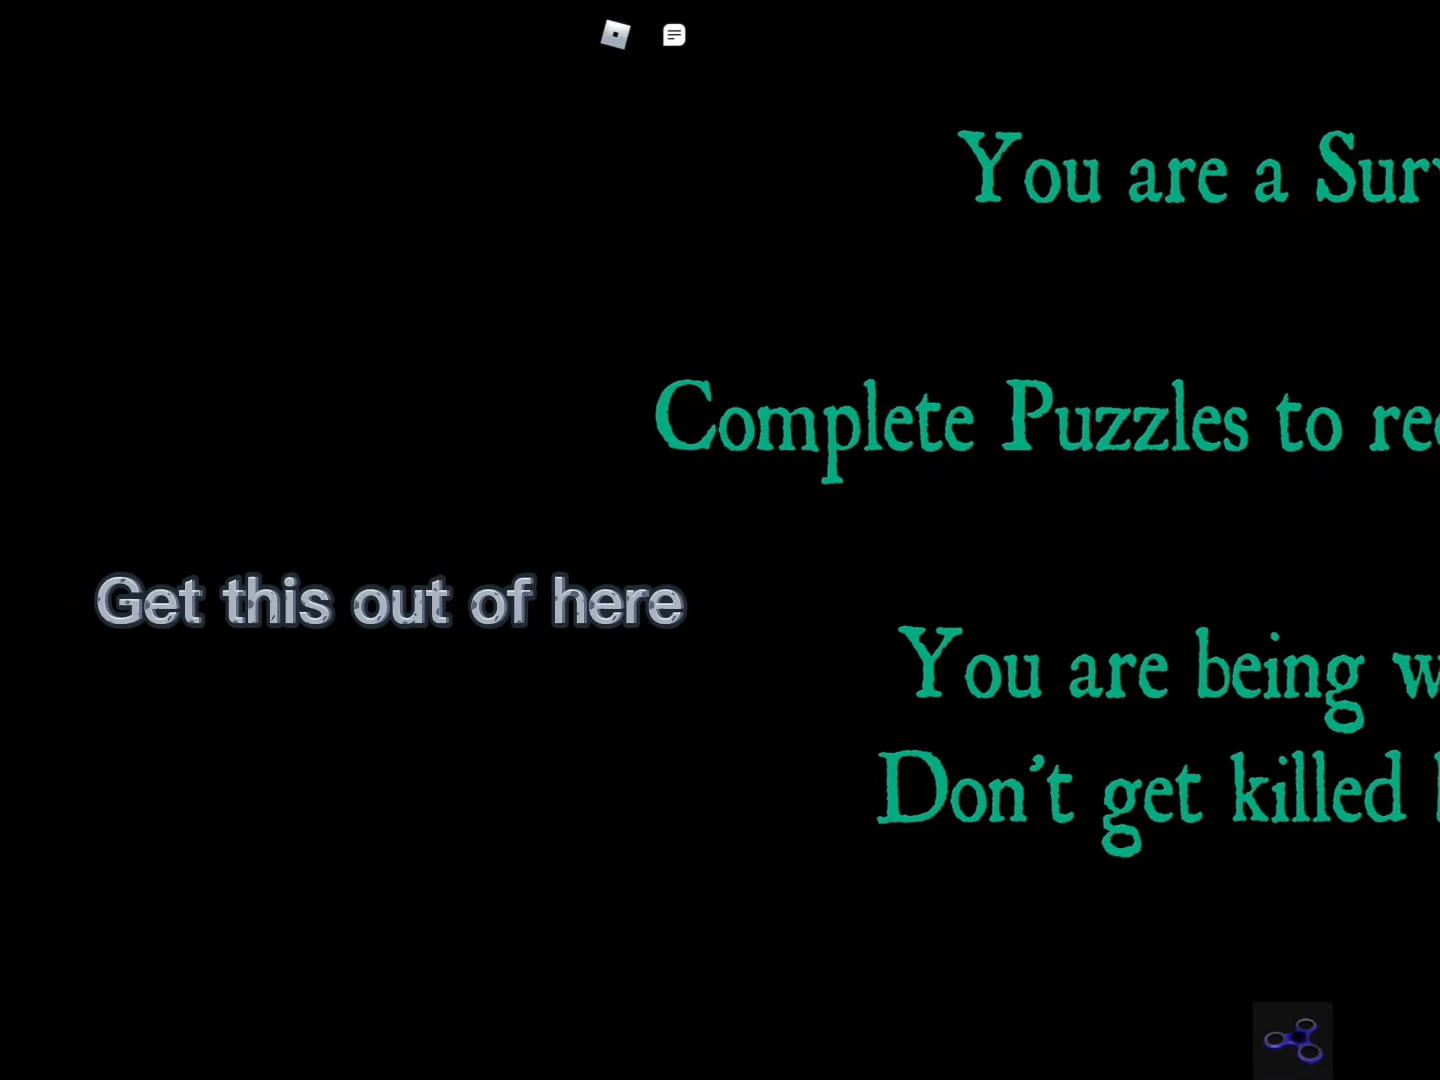 You are a
Complete Puzzles to
Get this out of here
You are being
Don't get killed